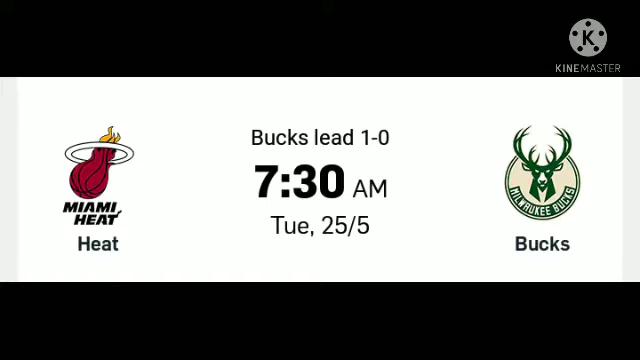 KINEMASTER
Bucks lead 1-0
7:30 AM
Tue, 25/5
MIAMI
HEAT
Heat
MILWAUKEE BUCKS
Bucks